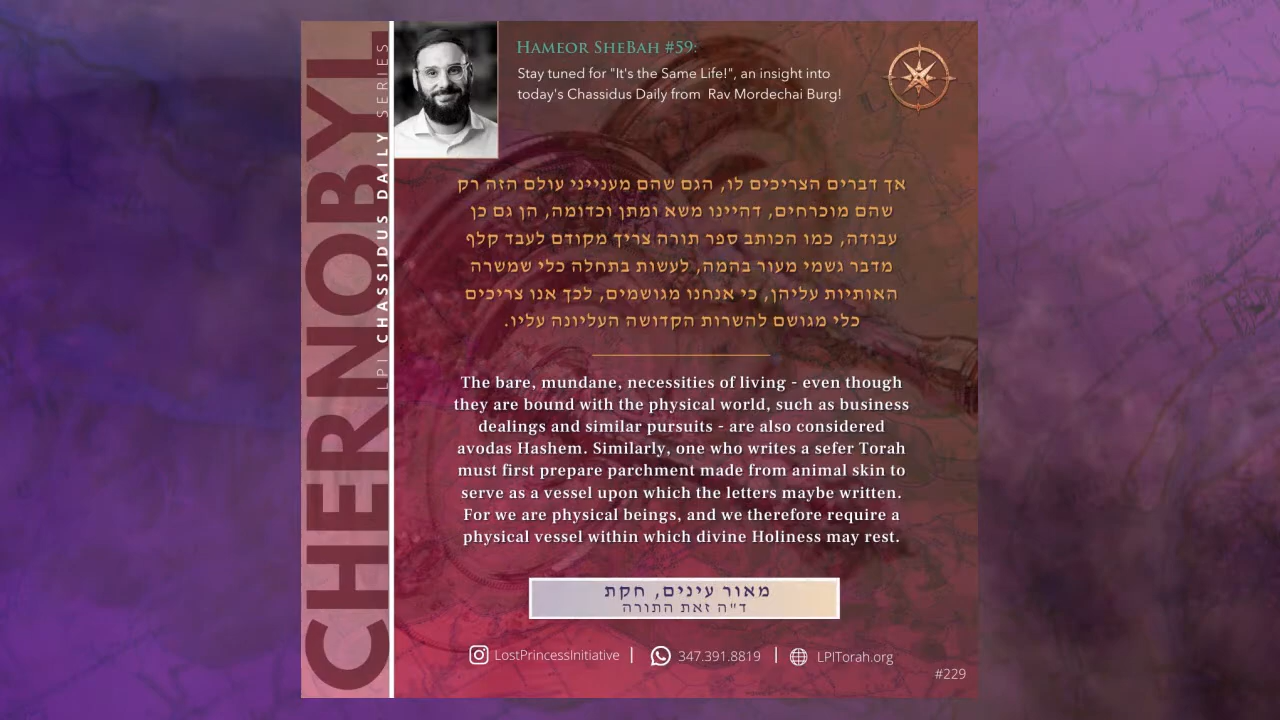 CHERNOBYL
LPI CHASSIDUS DAILY SERIES
HAMEOR SHEBAH #59:
Stay tuned for "It's the Same Life!", an insight into
today's Chassidus Daily from Rav Mordechai Burg!
אך דברים הצריכים לו, הגם שהם מענייני עולם הזה רק
שהם מוכרחים, דהיינו משא ומתן וכדומה, הן גם כן
עבודה, כמו הכותב ספר תורה צריך מקודם לעבד קלף
מדבר גשמי מעור בהמה, לעשות בתחלה כלי שמשרה
האותיות עליהן, כי אנחנו מגושמים, לכך אנו צריכים
כלי מגושם להשרות הקדושה העליונה עליו.
The bare, mundane, necessities of living - even though
they are bound with the physical world, such as business
dealings and similar pursuits - are also considered
avodas Hashem. Similarly, one who writes a sefer Torah
must first prepare parchment made from animal skin to
serve as a vessel upon which the letters maybe written.
For we are physical beings, and we therefore require a
physical vessel within which divine Holiness may rest.
מאור עינים, חקת
ד"ה זאת התורה
LostPrincessInitiative | 347.391.8819 | LPITorah.org
#229